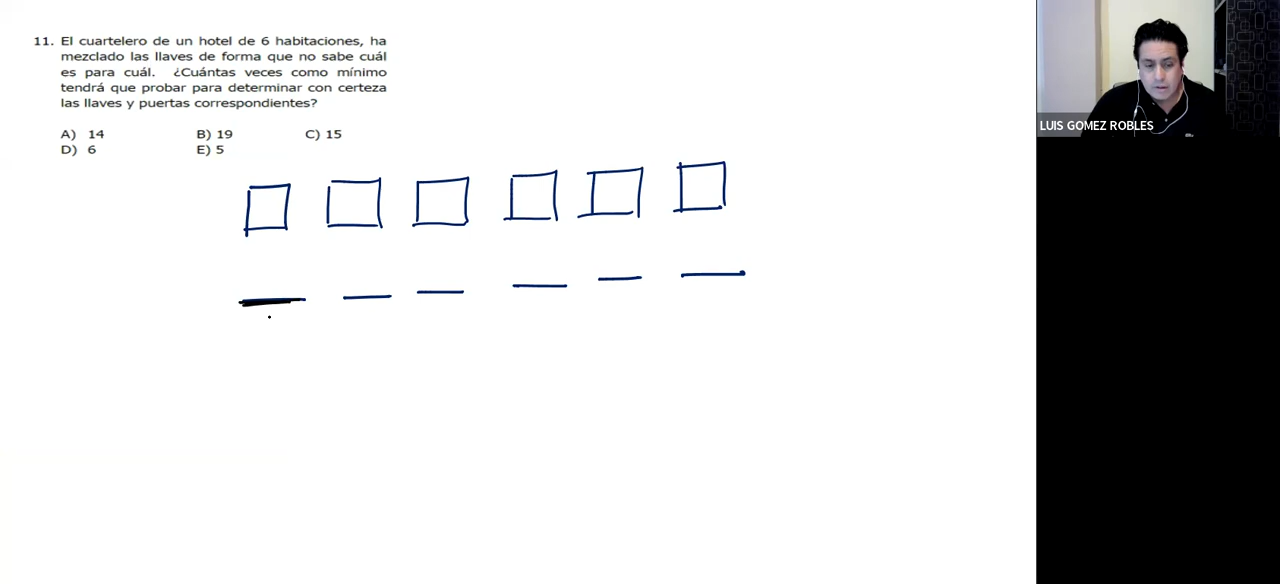 11. El cuartelero de un hotel de 6 habitaciones, ha
mezclado las llaves de forma que no sabe cuál
es para cuál. ¿Cuántas veces como mínimo
tendrá que probar para determinar con certeza
las llaves y puertas correspondientes?
A) 14 B) 19 C) 15
D) 6 E) 5
LUIS GOMEZ ROBLES